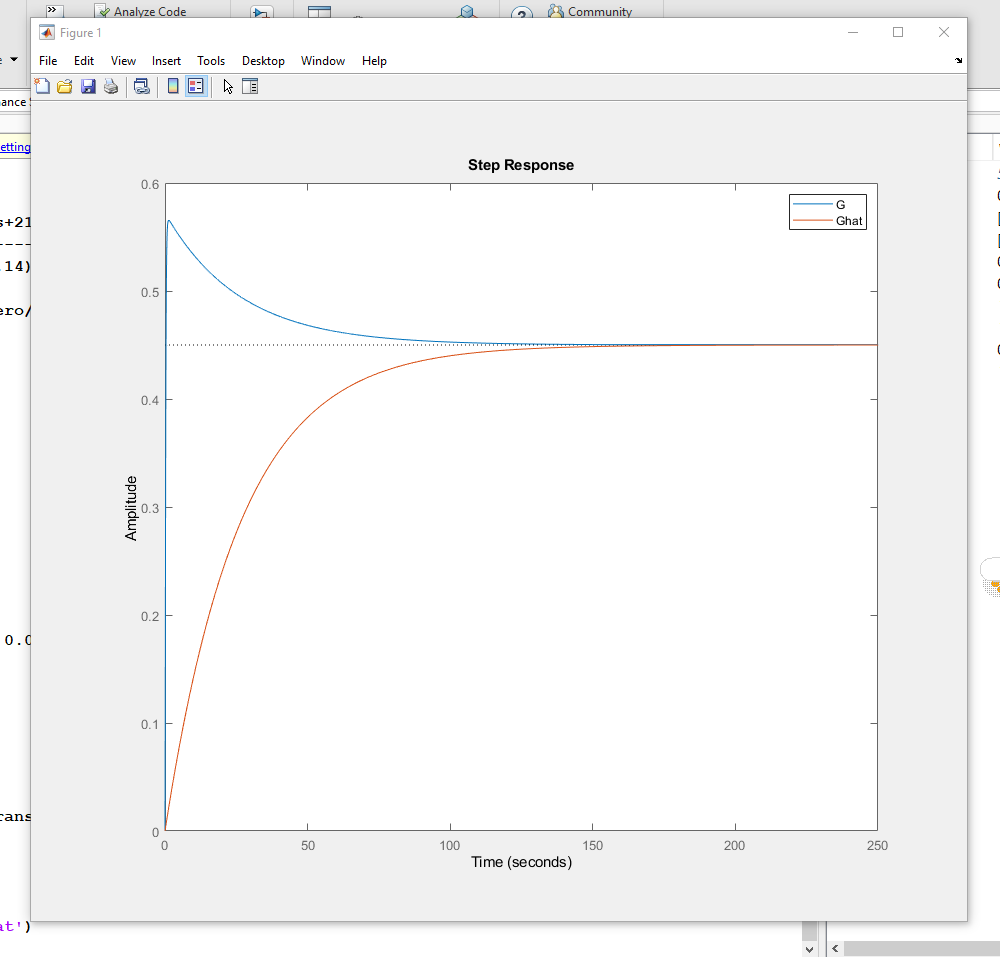 » Analyze Code ? Community
Figure 1
File Edit View Insert Tools Desktop Window Help
ance
etting
Step Response
0.6
G
Ghat
s+21
----
14)
0.5
ero/
0.4
0.3
Amplitude
0.2
0.0
0.1
rans
0
0 50 100 150 200 250
Time (seconds)
at')